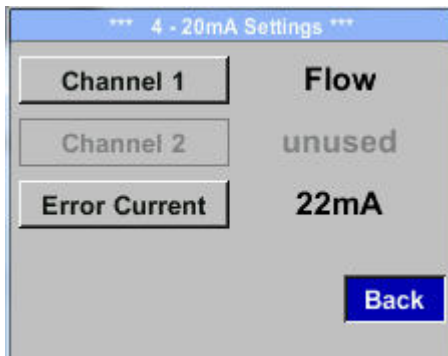 *** 4 - 20mA Settings ***
Channel 1 Flow
Channel 2 unused
Error Current 22mA
Back